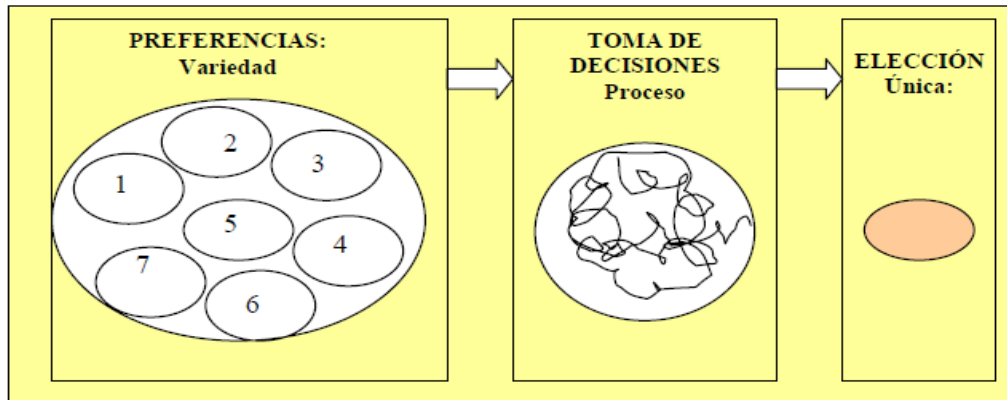 PREFERENCIAS:
Variedad
1
2
3
5
4
7
6
TOMA DE
DECISIONES
Proceso
ELECCIÓN
Única: